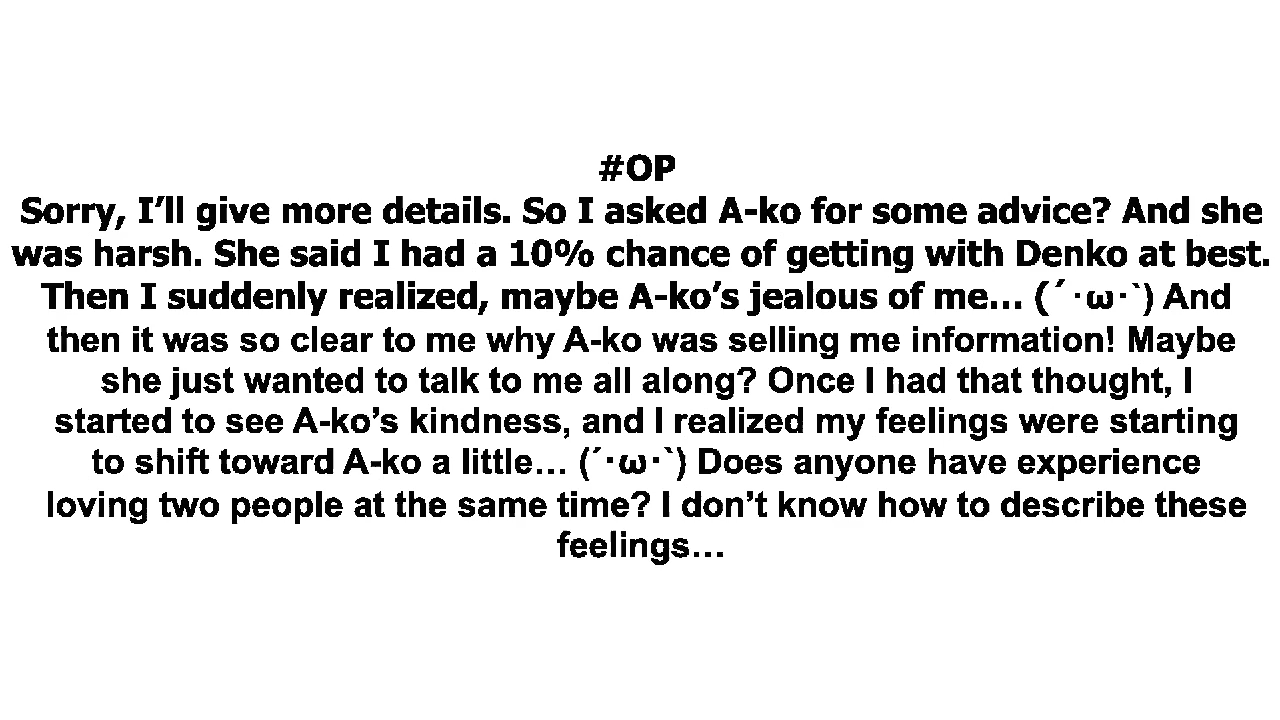 #OP
Sorry, I’ll give more details. So I asked A-ko for some advice? And she
was harsh. She said I had a 10% chance of getting with Denko at best.
Then I suddenly realized, maybe A-ko’s jealous of me… (´･ω･`) And
then it was so clear to me why A-ko was selling me information! Maybe
she just wanted to talk to me all along? Once I had that thought, I
started to see A-ko’s kindness, and I realized my feelings were starting
to shift toward A-ko a little… (´･ω･`) Does anyone have experience
loving two people at the same time? I don’t know how to describe these
feelings…